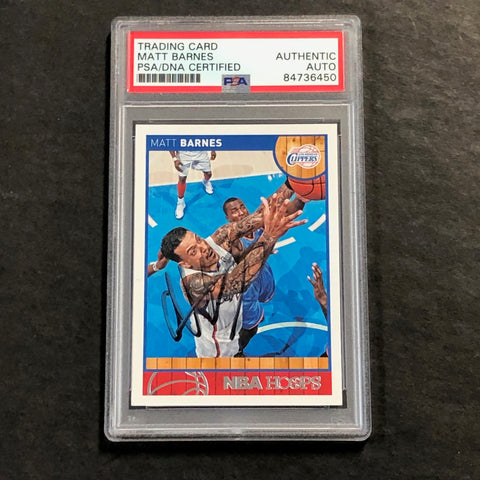 TRADING CARD
MATT BARNES
PSA/DNA CERTIFIED
AUTHENTIC
AUTO
84736450
PSA
MATT BARNES
CLIPPERS
NBA HOOPS